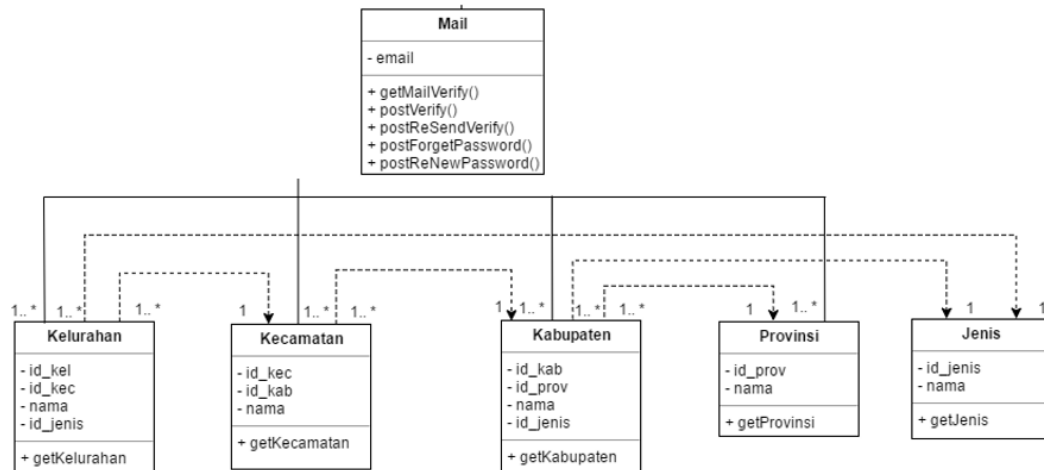 Mail
- email
+ getMailVerify()
+ postVerify()
+ postReSendVerify()
+ postForgetPassword()
+ postReNewPassword()
1.. *
1.. *
1.. *
1
1.. *
1.. *
1
1.. *
1.. *
1.. *
1
1.. *
1
1
Kelurahan
- id_kel
- id_kec
- nama
- id_jenis
+ getKelurahan
Kecamatan
- id_kec
- id_kab
- nama
+ getKecamatan
Kabupaten
- id_kab
- id_prov
- nama
- id_jenis
+ getKabupaten
Provinsi
- id_prov
- nama
+ getProvinsi
Jenis
- id_jenis
- nama
+ getJenis